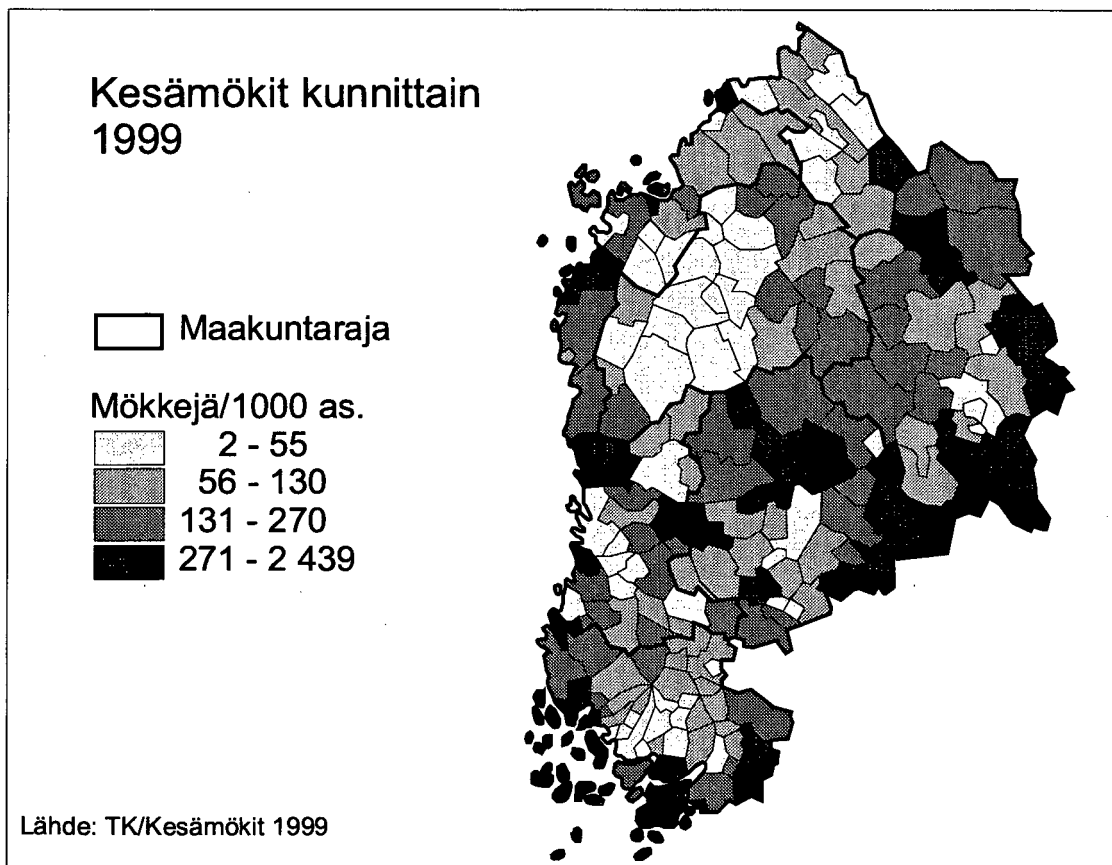 Kesämökit kunnittain
1999
Maakuntaraja
Mökkejä/1000 as.
2 - 55
56 - 130
131 - 270
271 - 2 439
Lähde: TK/Kesämökit 1999